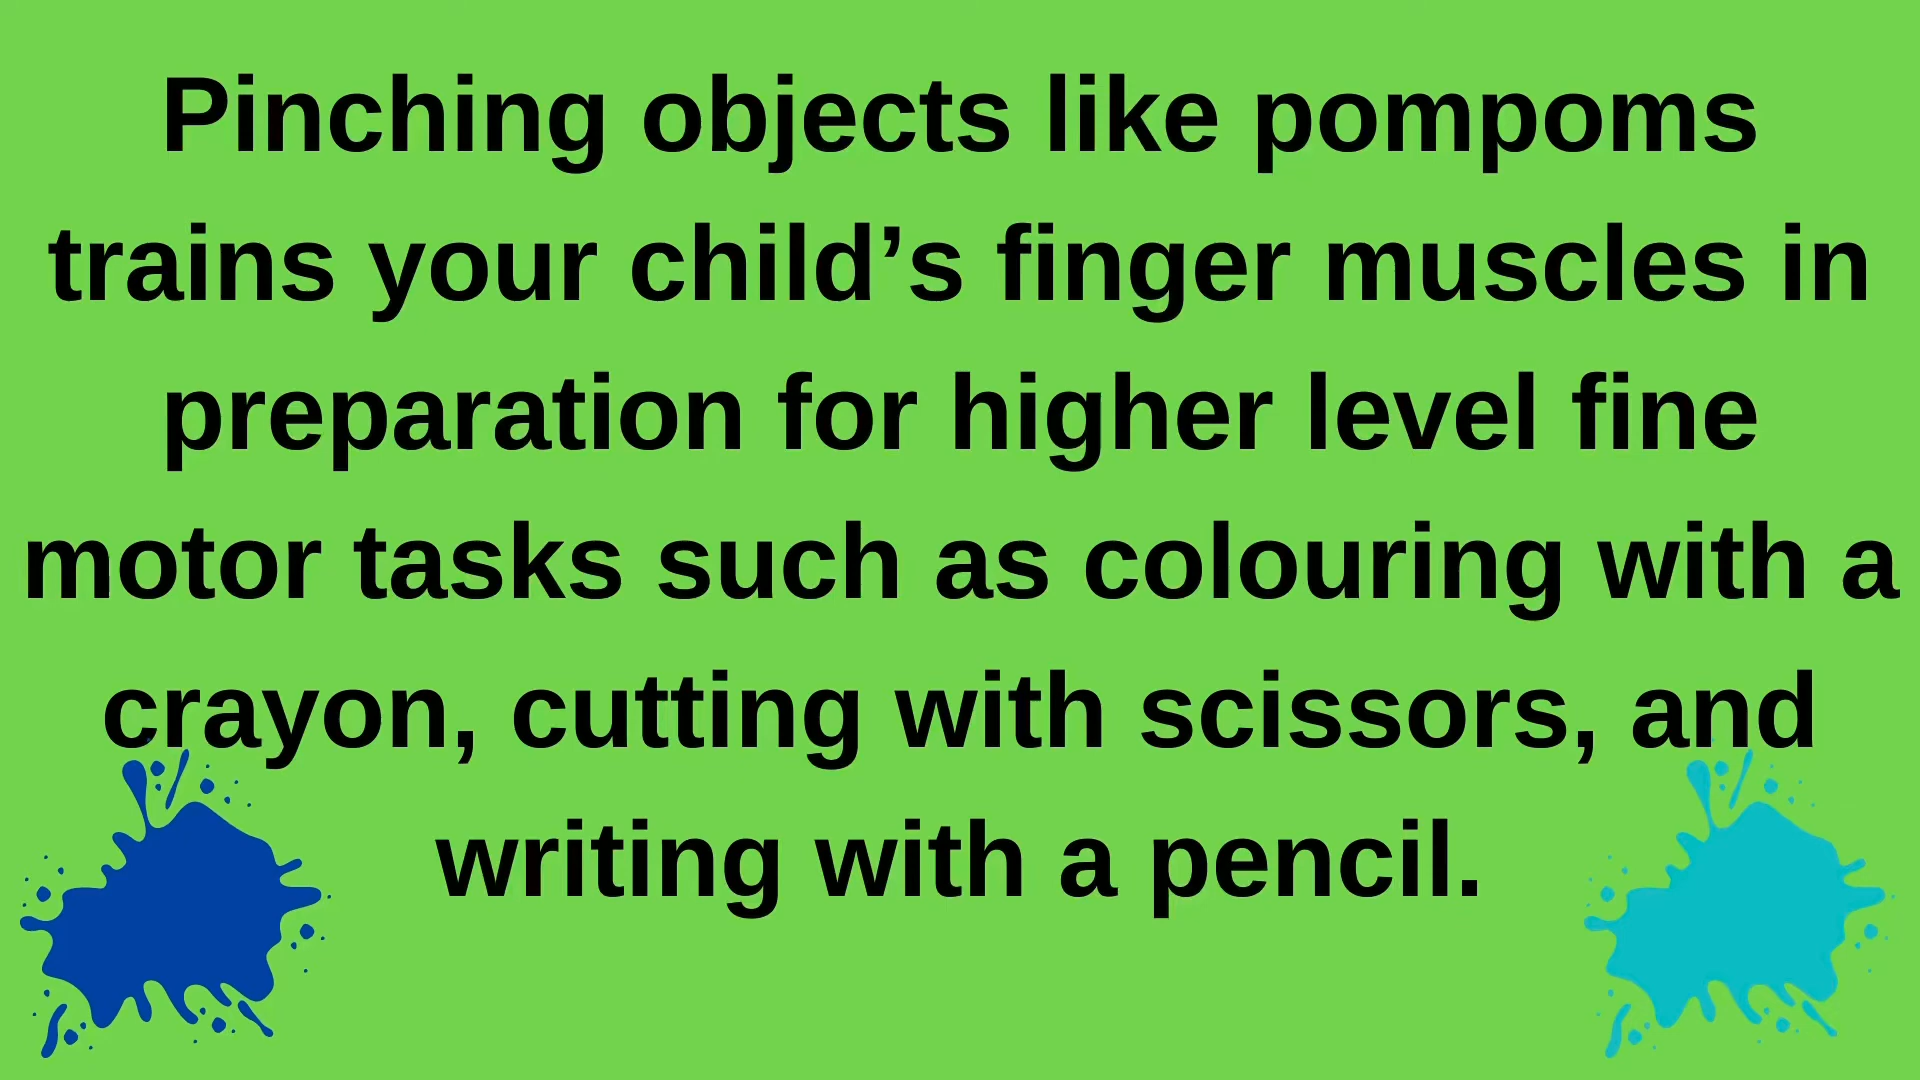 Pinching objects like pompoms
trains your child’s finger muscles in
preparation for higher level fine
motor tasks such as colouring with a
crayon, cutting with scissors, and
writing with a pencil.